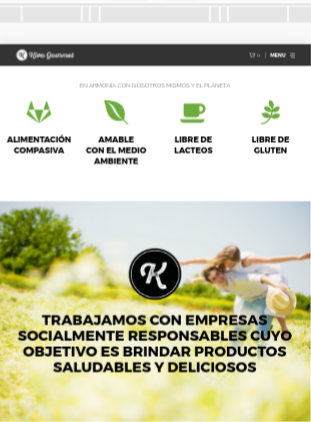 Kibra Gourmet
0
MENU
EN ARMONÍA CON NOSOTROS MISMOS Y EL PLANETA
ALIMENTACIÓN
COMPASIVA
AMABLE
CON EL MEDIO
AMBIENTE
LIBRE DE
LACTEOS
LIBRE DE
GLUTEN
K
TRABAJAMOS CON EMPRESAS
SOCIALMENTE RESPONSABLES CUYO
OBJETIVO ES BRINDAR PRODUCTOS
SALUDABLES Y DELICIOSOS